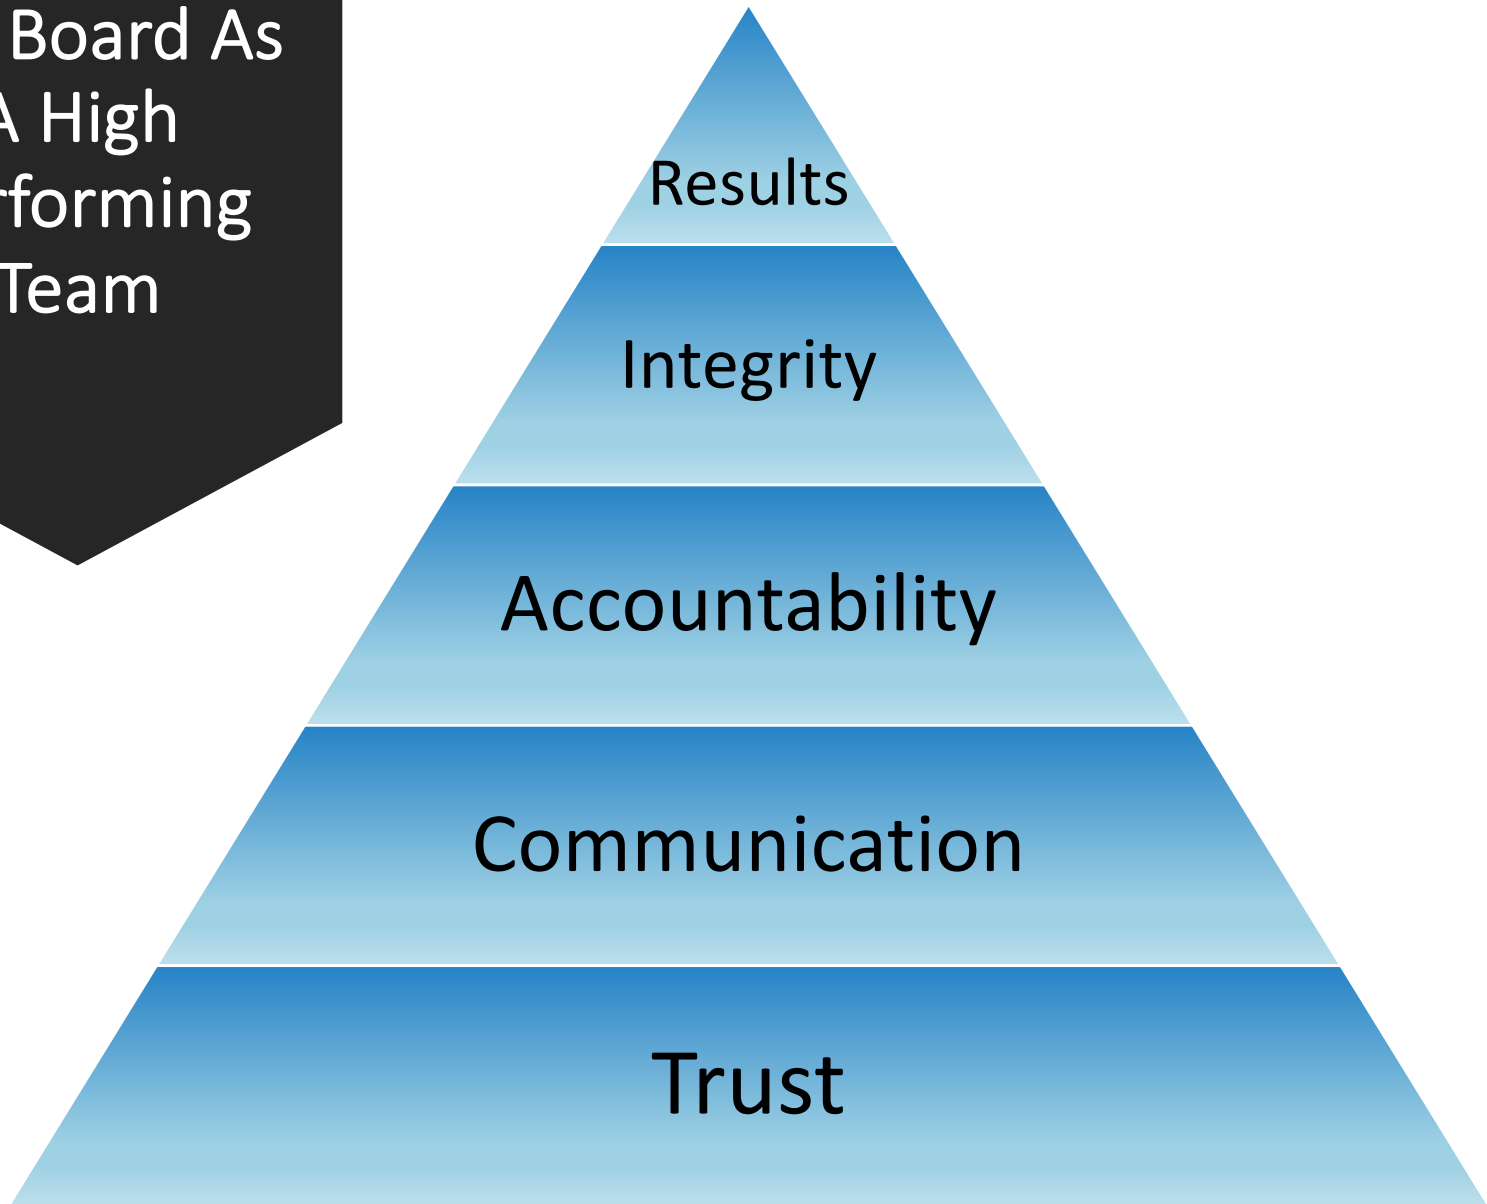 Board As
A High
rforming
Team
Results
Integrity
Accountability
Communication
Trust